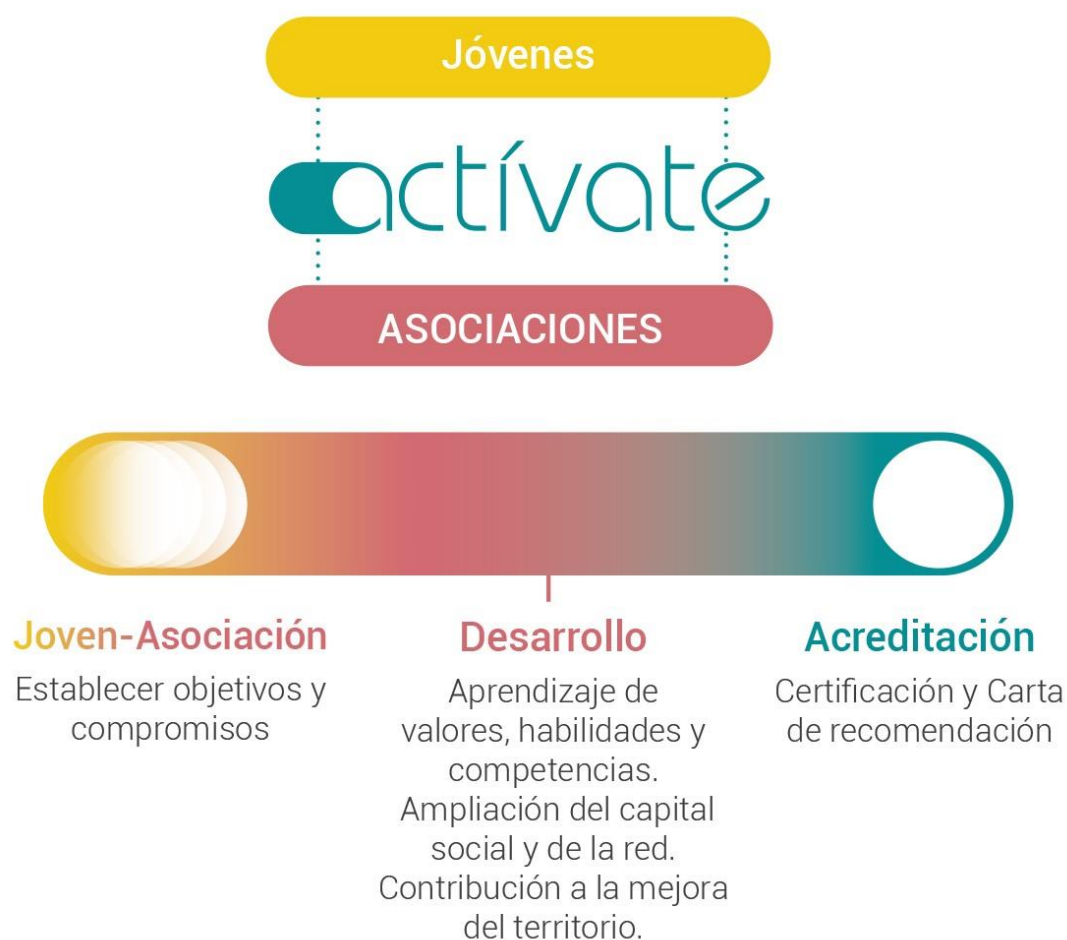 Jóvenes
actívate
ASOCIACIONES
Joven-Asociación
Establecer objetivos y
compromisos
Desarrollo
Aprendizaje de
valores, habilidades y
competencias.
Ampliación del capital
social y de la red.
Contribución a la mejora
del territorio.
Acreditación
Certificación y Carta
de recomendación